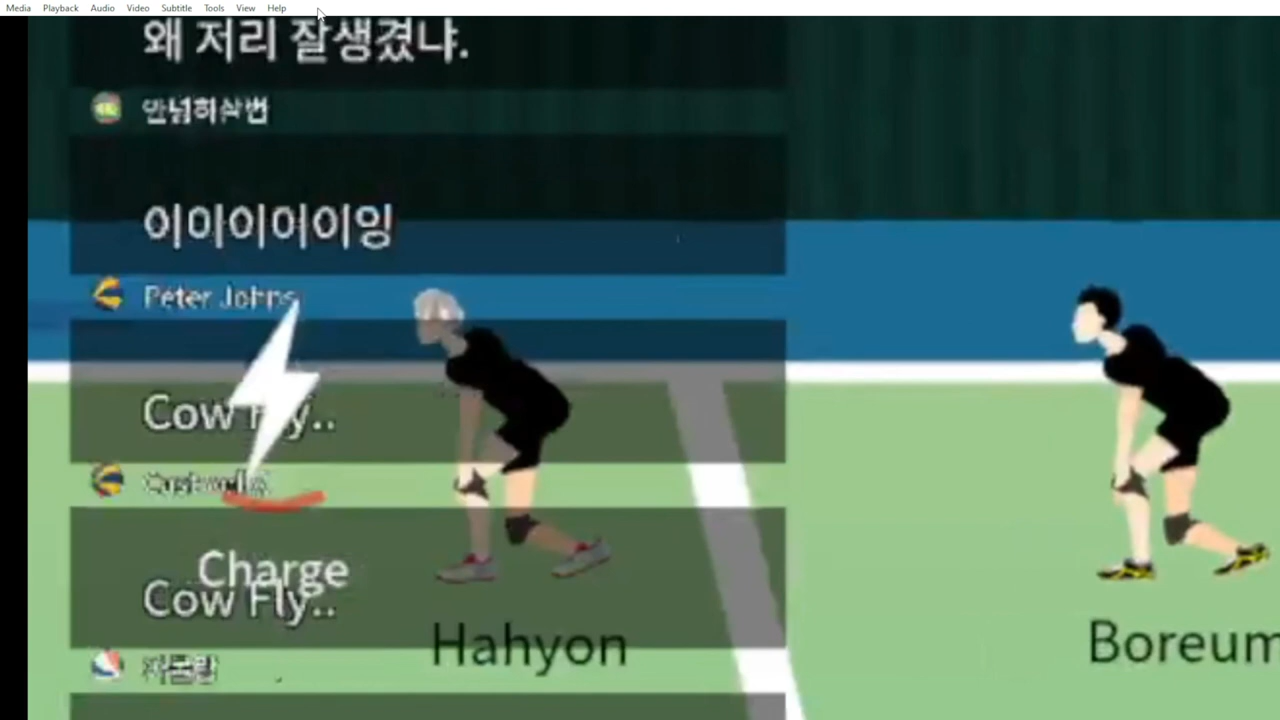 Media Playback Audio Video Subtitle Tools View Help
왜 저리 잘생겼냐.
이이이이이잉
Peter Johns
Cow Fly..
Charge
Cow Fly..
Hahyon
Boreum